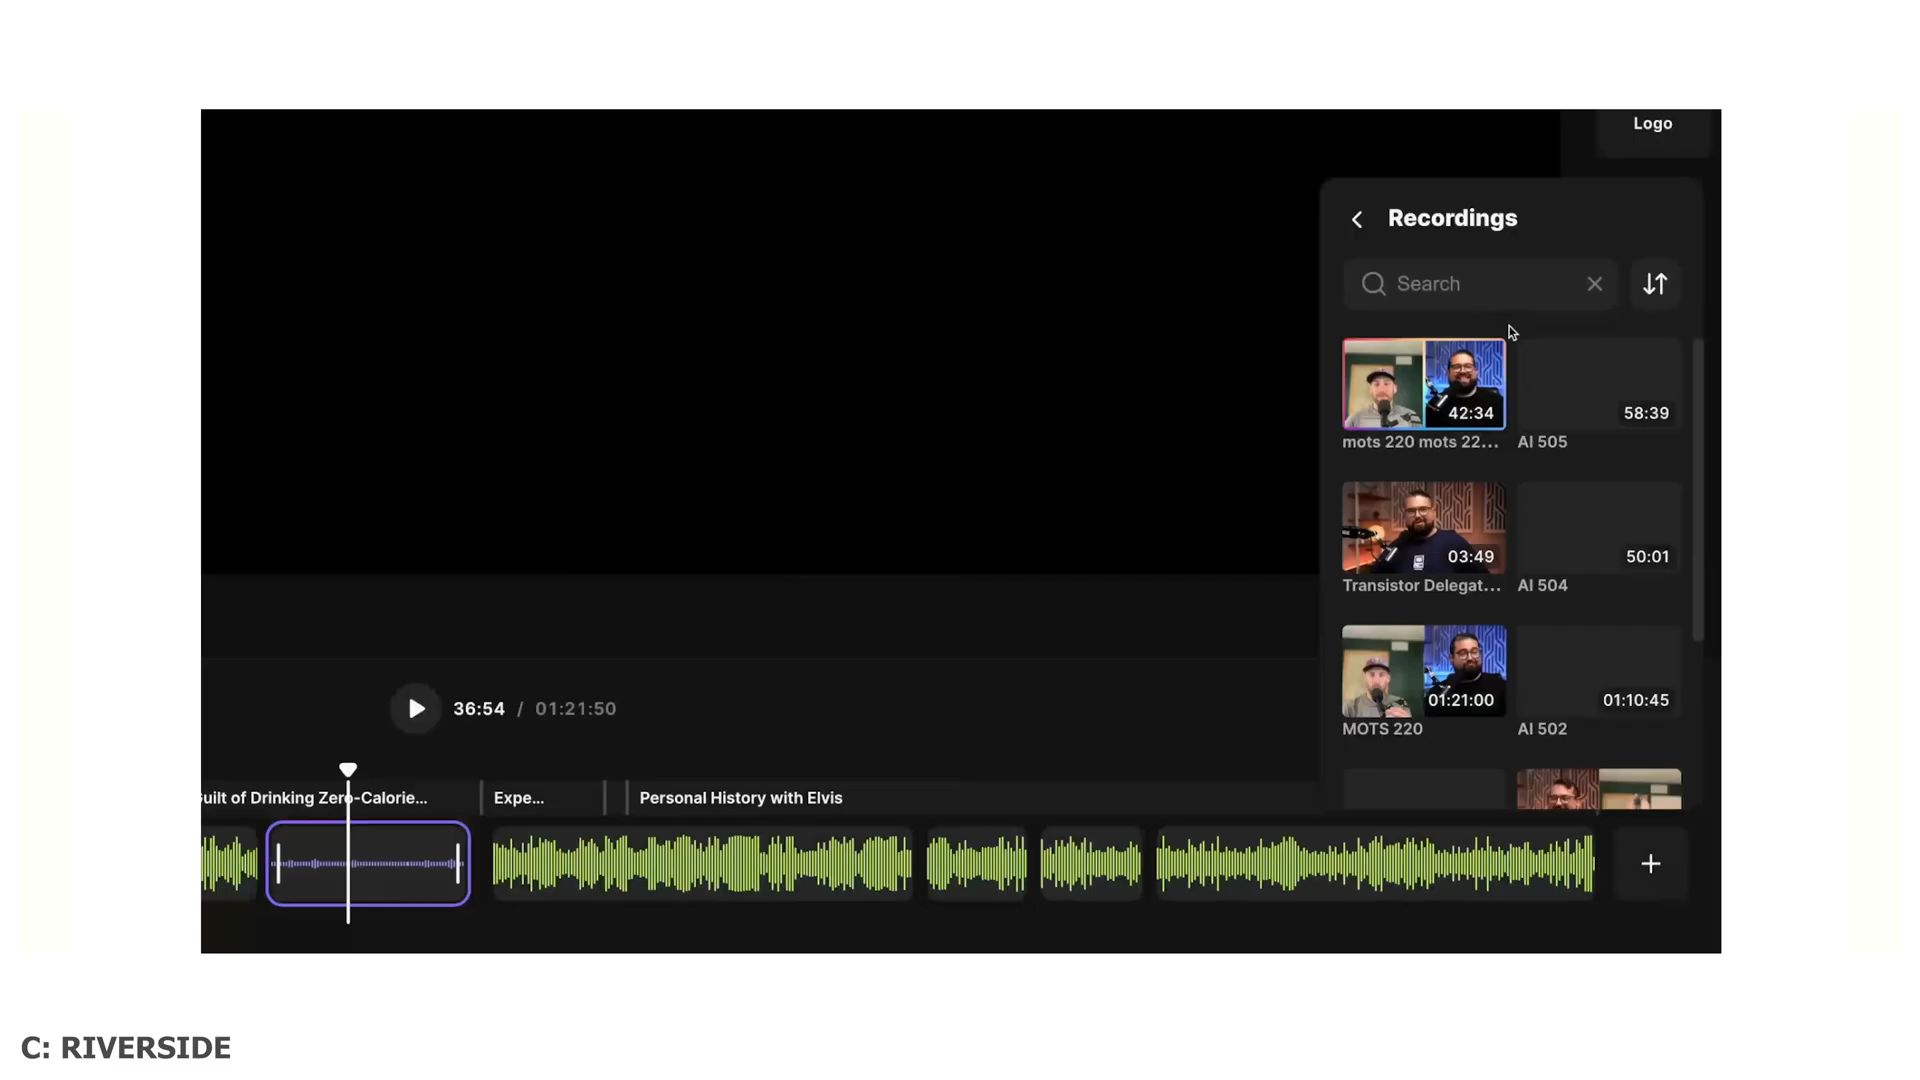 Logo
Recordings
Search
42:34
58:39
mots 220 mots 22...
AI 505
03:49
50:01
Transistor Delegat...
AI 504
01:21:00
01:10:45
MOTS 220
AI 502
36:54 / 01:21:50
uilt of Drinking Zero-Calorie...
Expe...
Personal History with Elvis
C: RIVERSIDE